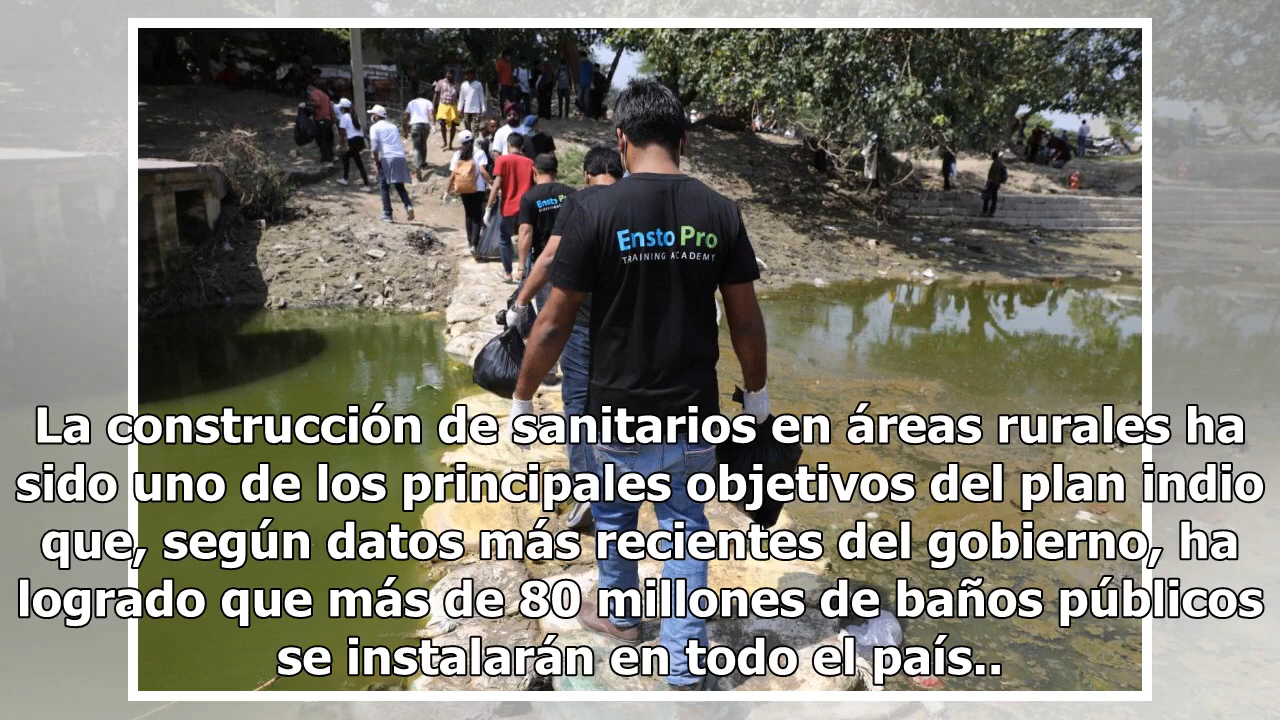 Ensto Pro
TRAINING ACADEMY
Ensto Pro
La construcción de sanitarios en áreas rurales ha
sido uno de los principales objetivos del plan indio
que, según datos más recientes del gobierno, ha
logrado que más de 80 millones de baños públicos
se instalarán en todo el país..